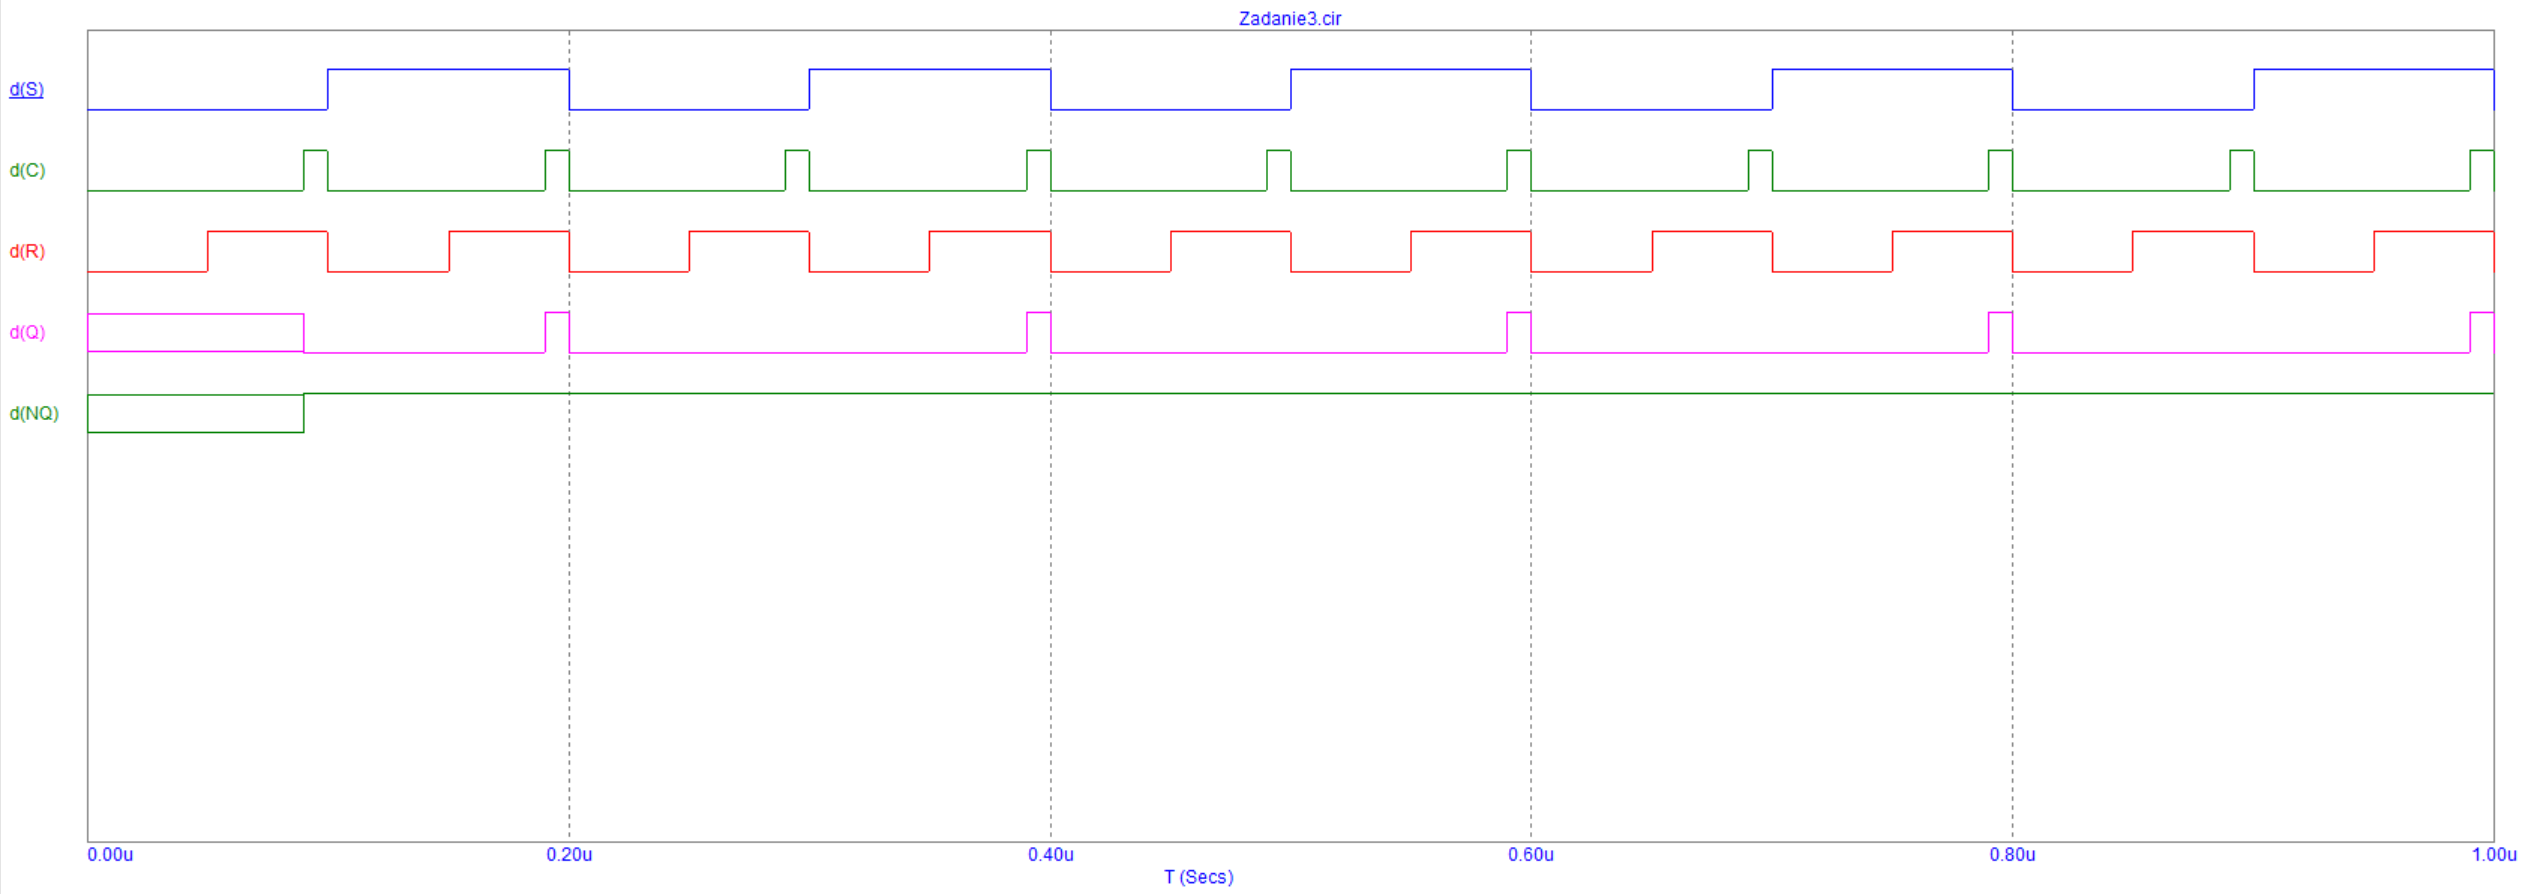 Zadanie3.cir
d(S)
d(C)
d(R)
d(Q)
d(NQ)
0.00u 0.20u 0.40u 0.60u 0.80u 1.00u
T (Secs)